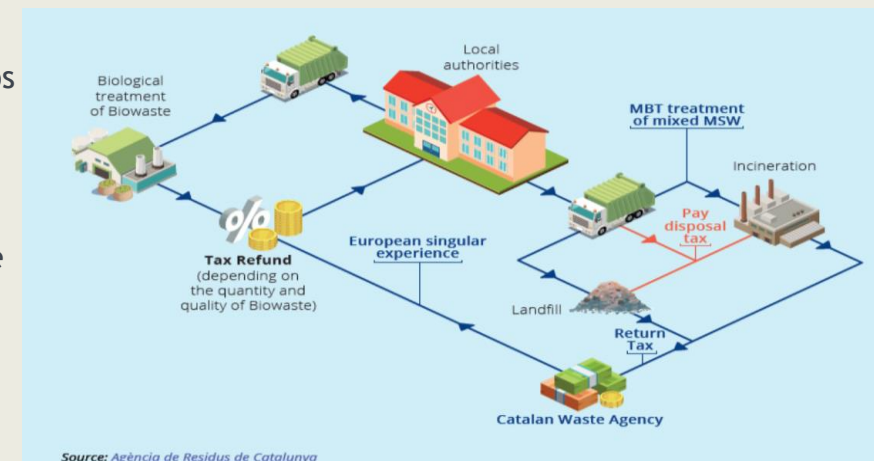 Local
authorities
Biological
treatment
of Biowaste
MBT treatment
of mixed MSW
Incineration
%
Pay
disposal
tax
European singular
experience
Tax Refund
(depending on
the quantity and
quality of Biowaste)
Landfill
Return
Tax
Catalan Waste Agency
Source: Agència de Residus de Catalunya